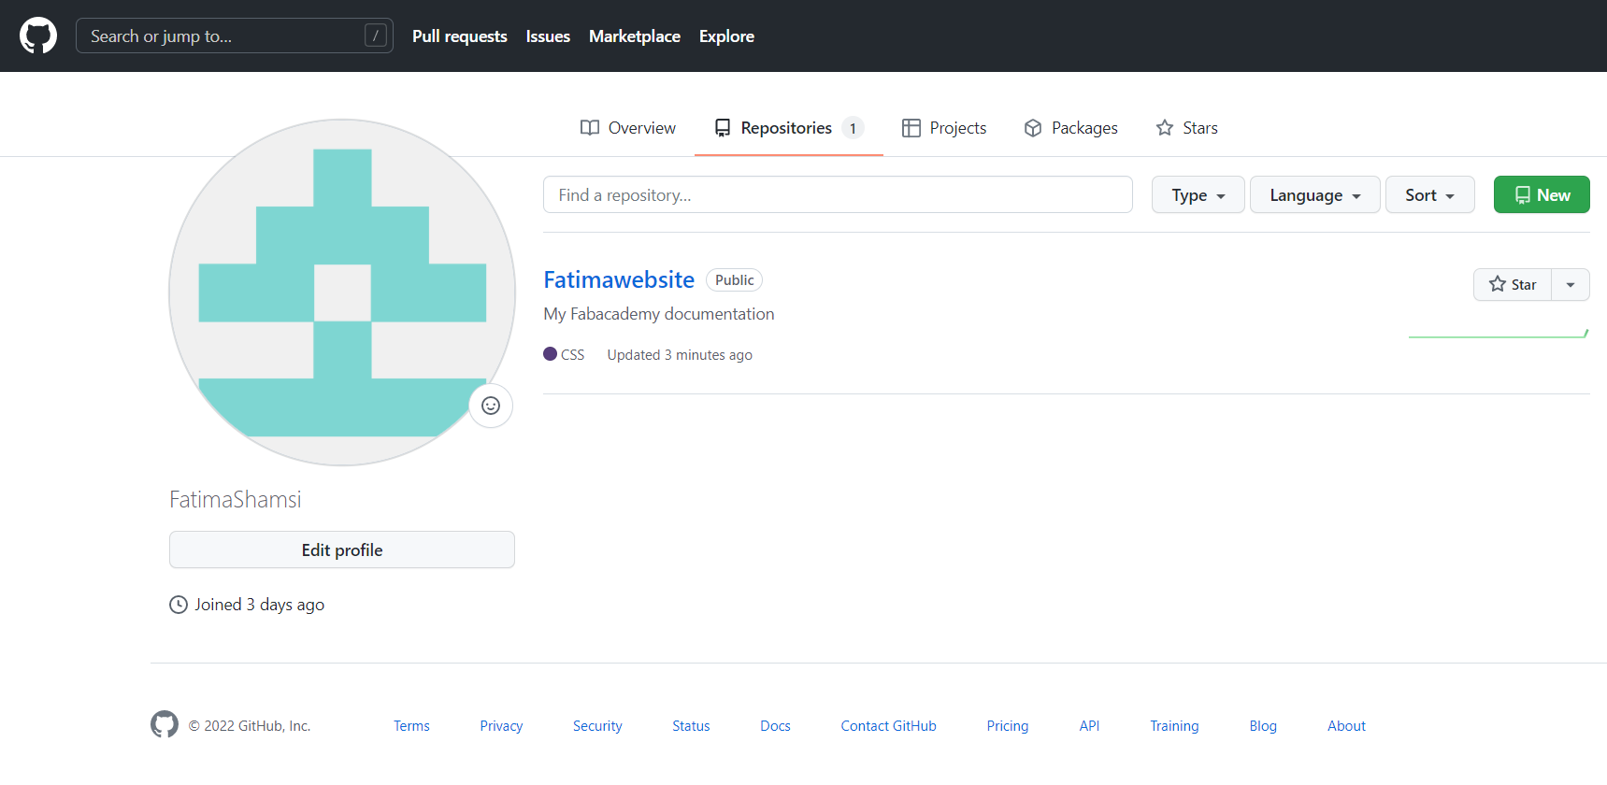 Search or jump to... / Pull requests Issues Marketplace Explore
Overview Repositories 1 Projects Packages Stars
Find a repository... Type Language Sort New
Fatimawebsite Public Star
My Fabacademy documentation
CSS Updated 3 minutes ago
FatimaShamsi
Edit profile
Joined 3 days ago
© 2022 GitHub, Inc. Terms Privacy Security Status Docs Contact GitHub Pricing API Training Blog About